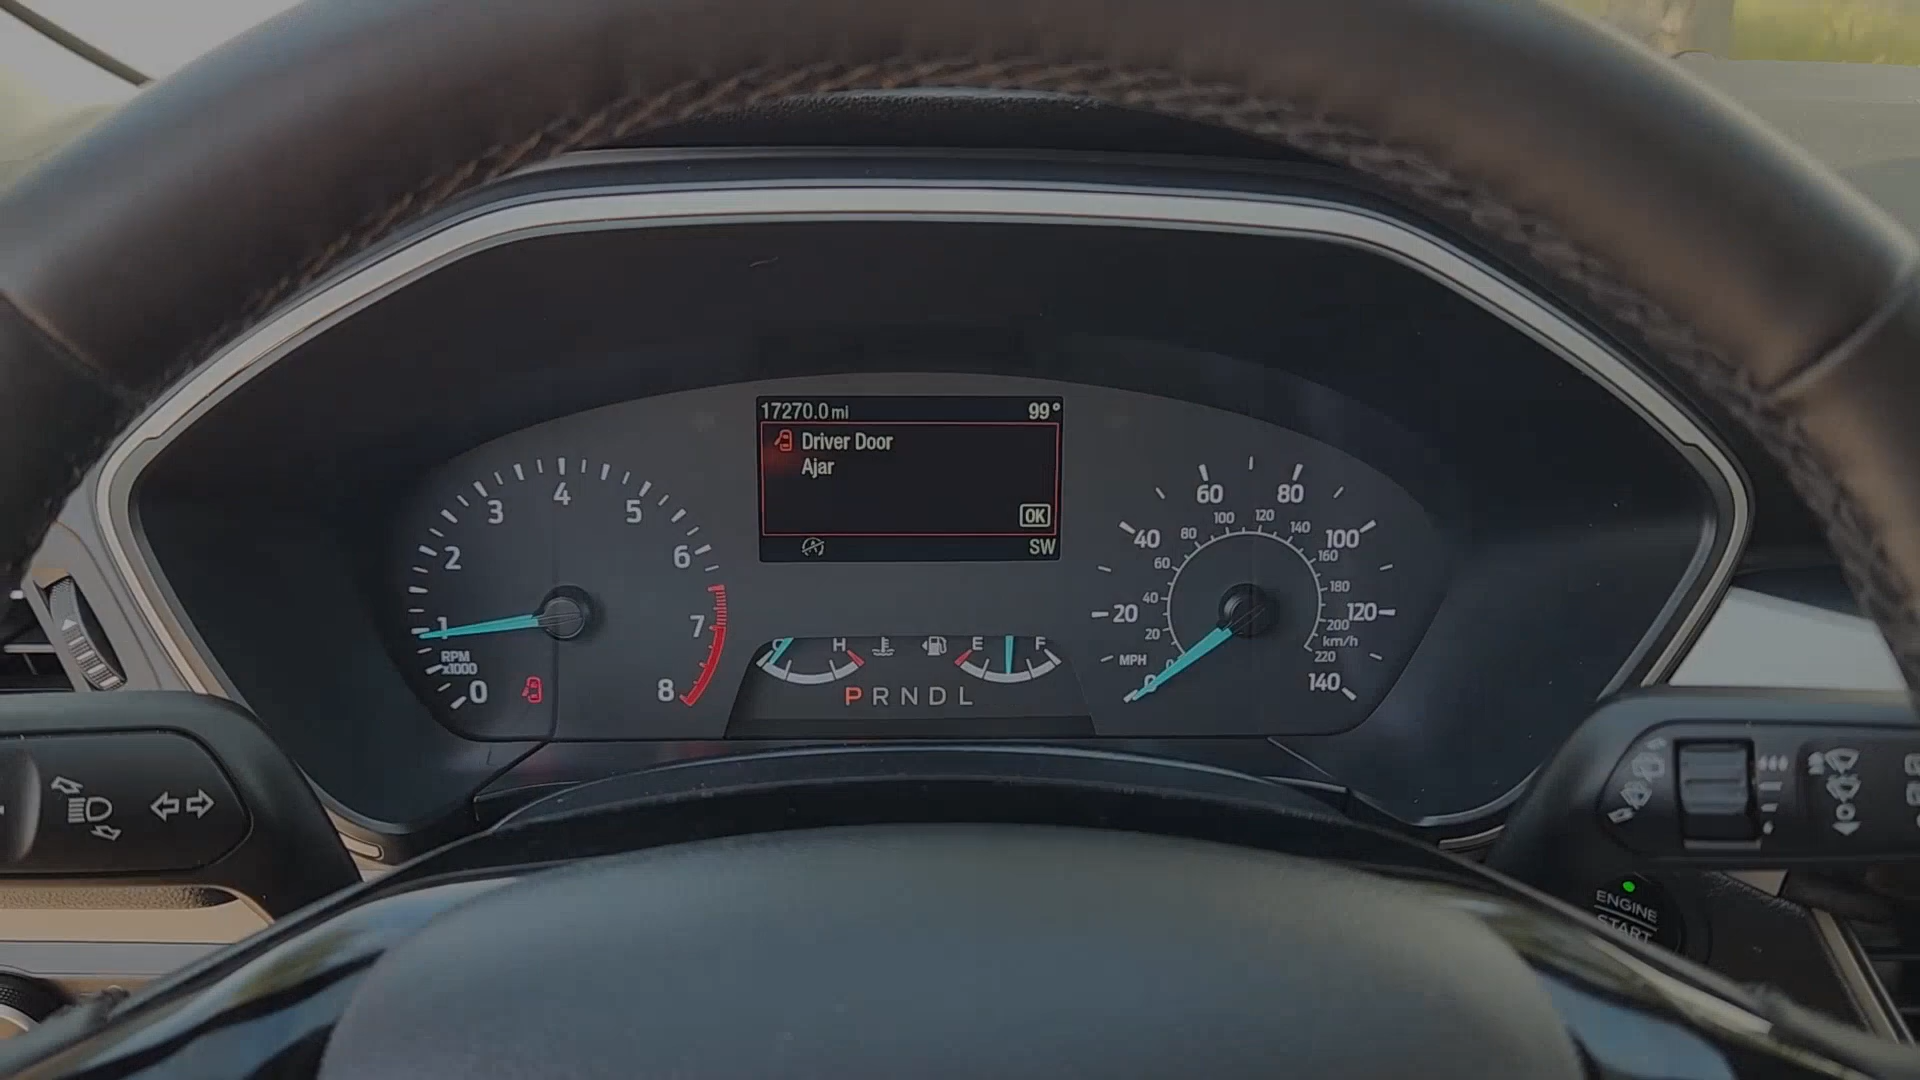 17270.0 mi 99°
Driver Door
Ajar
OK
SW
0 1 2 3 4 5 6 7 8
RPM
x1000
C H
E F
P R N D L
0 20 40 60 80 100 120 140
MPH
20 40 60 80 100 120 140 160 180 200 220
km/h
ENGINE
START